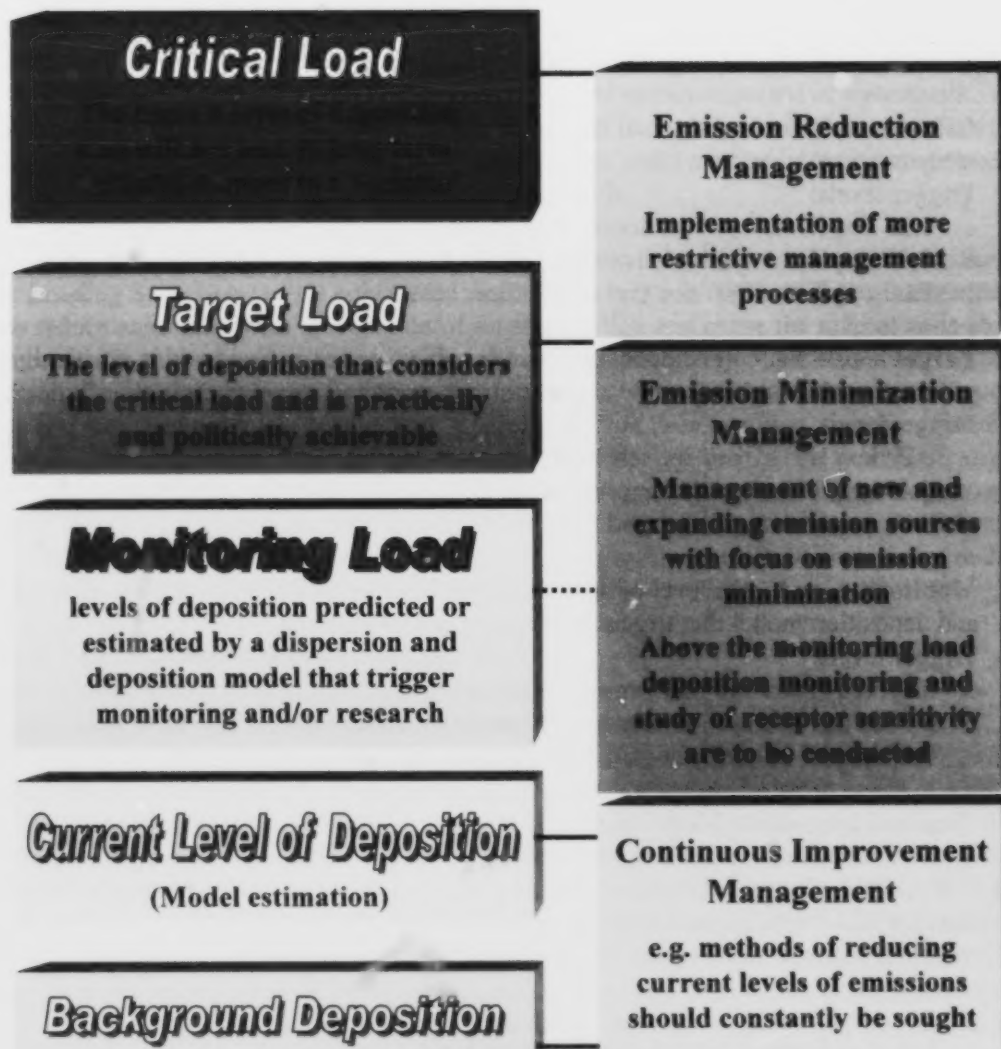 Critical Load
Target Load
The level of deposition that considers
the critical load and is practically
and politically achievable
Monitoring Load
levels of deposition predicted or
estimated by a dispersion and
deposition model that trigger
monitoring and/or research
Current Level of Deposition
(Model estimation)
Background Deposition
Emission Reduction
Management
Implementation of more
restrictive management
processes
Emission Minimization
Management
Management of new and
expanding emission sources
with focus on emission
minimization
Above the monitoring load
deposition monitoring and
study of receptor sensitivity
are to be conducted
Continuous Improvement
Management
e.g. methods of reducing
current levels of emissions
should constantly be sought